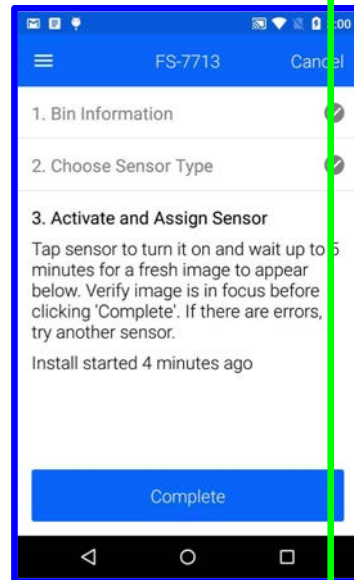 FS-7713
Cancel
1. Bin Information
2. Choose Sensor Type
3. Activate and Assign Sensor
Tap sensor to turn it on and wait up to 5
minutes for a fresh image to appear
below. Verify image is in focus before
clicking 'Complete'. If there are errors,
try another sensor.
Install started 4 minutes ago
Complete